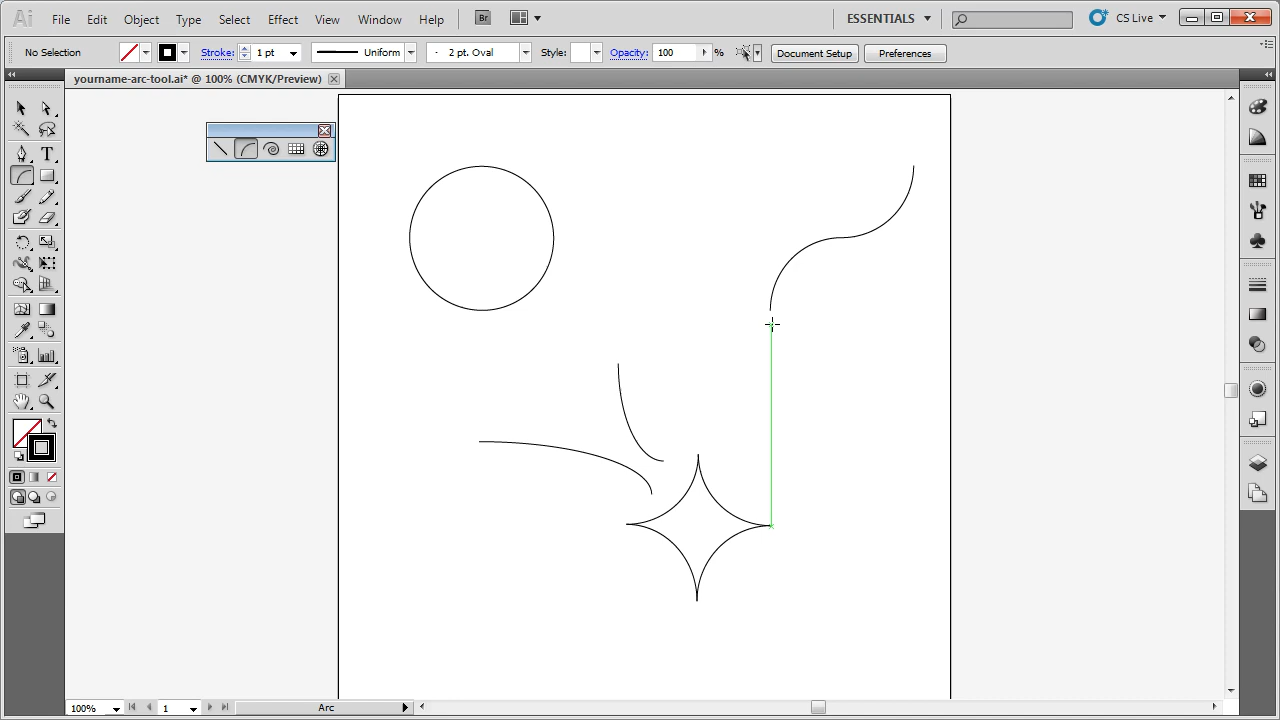 Ai File Edit Object Type Select Effect View Window Help Br ESSENTIALS CS Live
No Selection Stroke: 1 pt Uniform 2 pt. Oval Style: Opacity: 100 % Document Setup Preferences
yourname-arc-tool.ai* @ 100% (CMYK/Preview)
T
100% 1 Arc